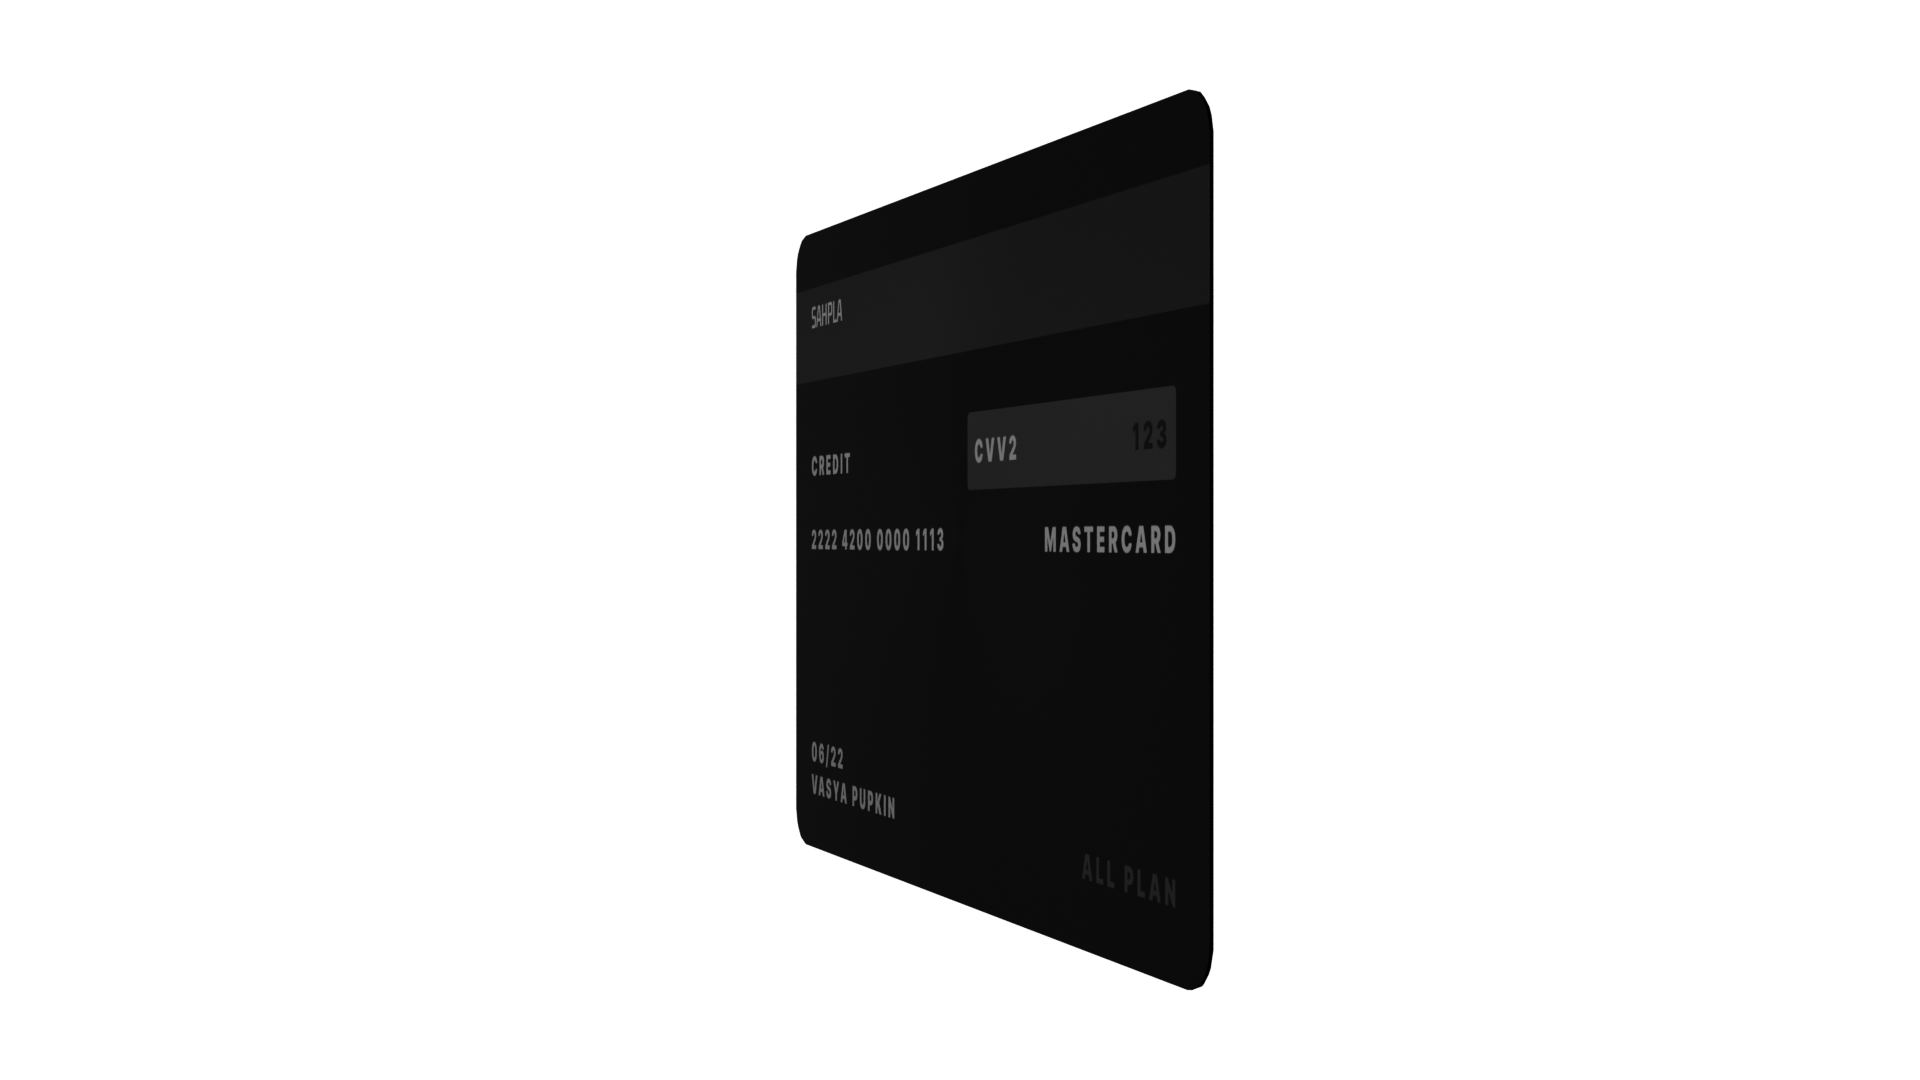 SAHPLA
CVV2 123
CREDIT
2222 4200 0000 1113
MASTERCARD
06/22
VASYA PUPKIN
ALL PLAN